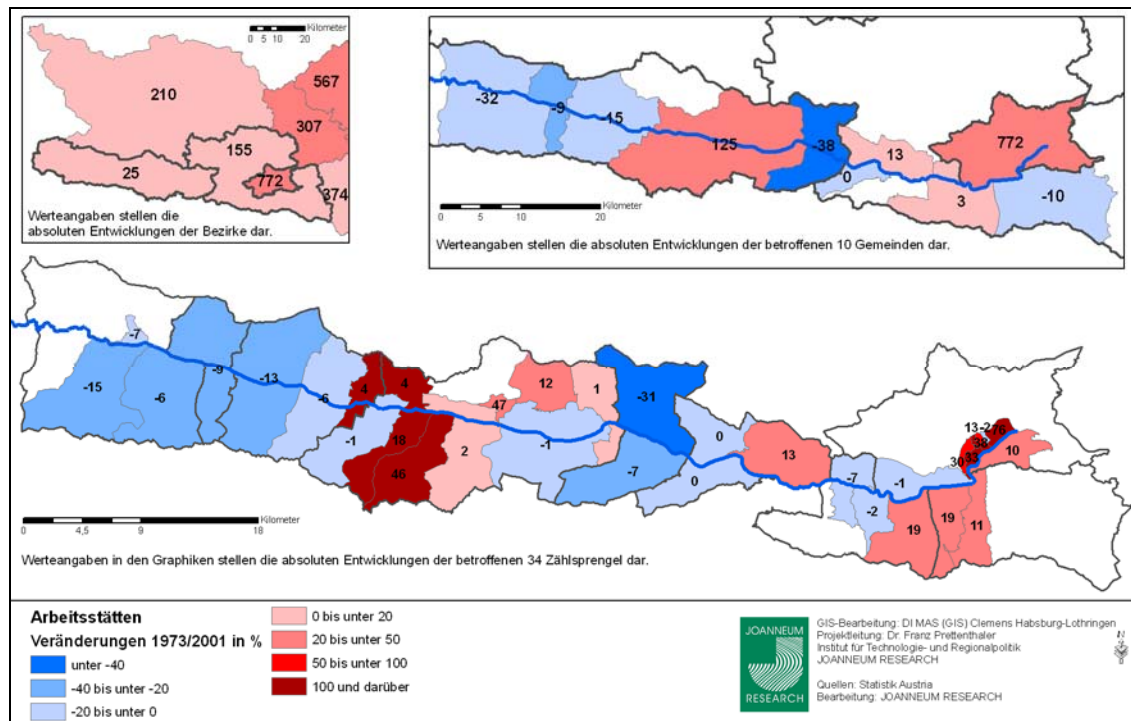 Kilometer
0 5 10 20
567
210
307
155
25
772
374
Werteangaben stellen die
absoluten Entwicklungen der Bezirke dar.
-32
-9
-15
125
-38
13
772
0
3
-10
0 5 10 20
Kilometer
Werteangaben stellen die absoluten Entwicklungen der betroffenen 10 Gemeinden dar.
-7
-15
-6
-9
-13
-6
4
4
-1
18
46
47
2
12
1
-1
-31
-7
0
0
13
-7
-1
-2
19
19
11
13
-2
76
38
33
30
10
Kilometer
0 4,5 9 18
Werteangaben in den Graphiken stellen die absoluten Entwicklungen der betroffenen 34 Zählsprengel dar.
Arbeitsstätten
Veränderungen 1973/2001 in %
unter -40
-40 bis unter -20
-20 bis unter 0
0 bis unter 20
20 bis unter 50
50 bis unter 100
100 und darüber
JOANNEUM
RESEARCH
GIS-Bearbeitung: DI MAS (GIS) Clemens Habsburg-Lothringen
Projektleitung: Dr. Franz Prettenthaler
Institut für Technologie- und Regionalpolitik
JOANNEUM RESEARCH
Quellen: Statistik Austria
Bearbeitung: JOANNEUM RESEARCH